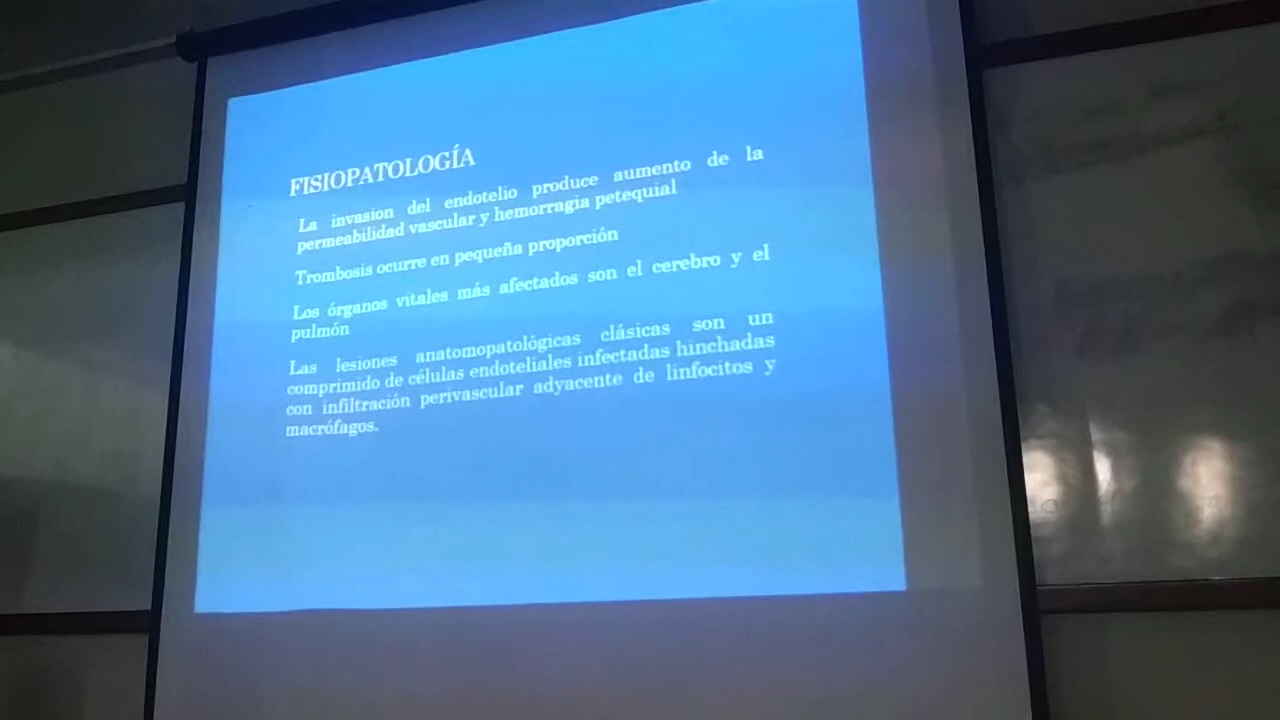 FISIOPATOLOGÍA
La invasion del endotelio produce aumento de la
permeabilidad vascular y hemorragia petequial
Trombosis ocurre en pequeña proporción
Los órganos vitales más afectados son el cerebro y el
pulmón
Las lesiones anatomopatológicas clásicas son un
comprimido de células endoteliales infectadas hinchadas
con infiltración perivascular adyacente de linfocitos y
macrófagos.